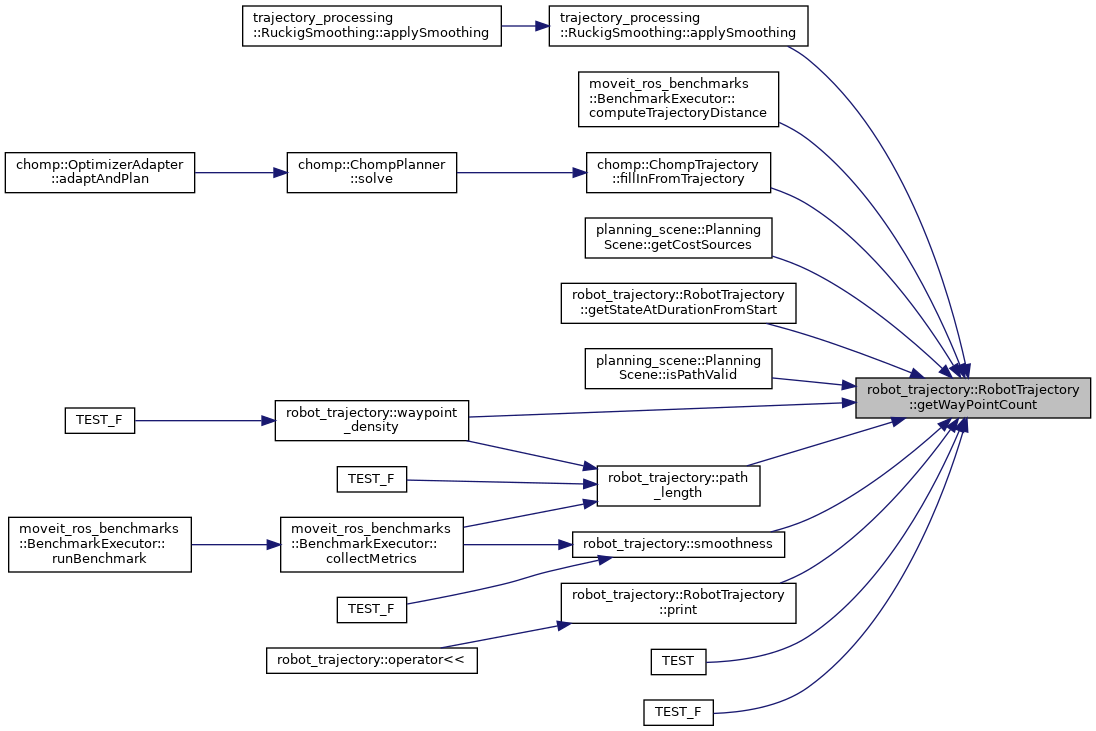 trajectory_processing
::RuckigSmoothing::applySmoothing
trajectory_processing
::RuckigSmoothing::applySmoothing
moveit_ros_benchmarks
::BenchmarkExecutor::
computeTrajectoryDistance
chomp::OptimizerAdapter
::adaptAndPlan
chomp::ChompPlanner
::solve
chomp::ChompTrajectory
::fillInFromTrajectory
planning_scene::Planning
Scene::getCostSources
robot_trajectory::RobotTrajectory
::getStateAtDurationFromStart
planning_scene::Planning
Scene::isPathValid
robot_trajectory::RobotTrajectory
::getWayPointCount
TEST_F
robot_trajectory::waypoint
_density
TEST_F
robot_trajectory::path
_length
moveit_ros_benchmarks
::BenchmarkExecutor::
runBenchmark
moveit_ros_benchmarks
::BenchmarkExecutor::
collectMetrics
robot_trajectory::smoothness
TEST_F
robot_trajectory::RobotTrajectory
::print
robot_trajectory::operator<<
TEST
TEST_F